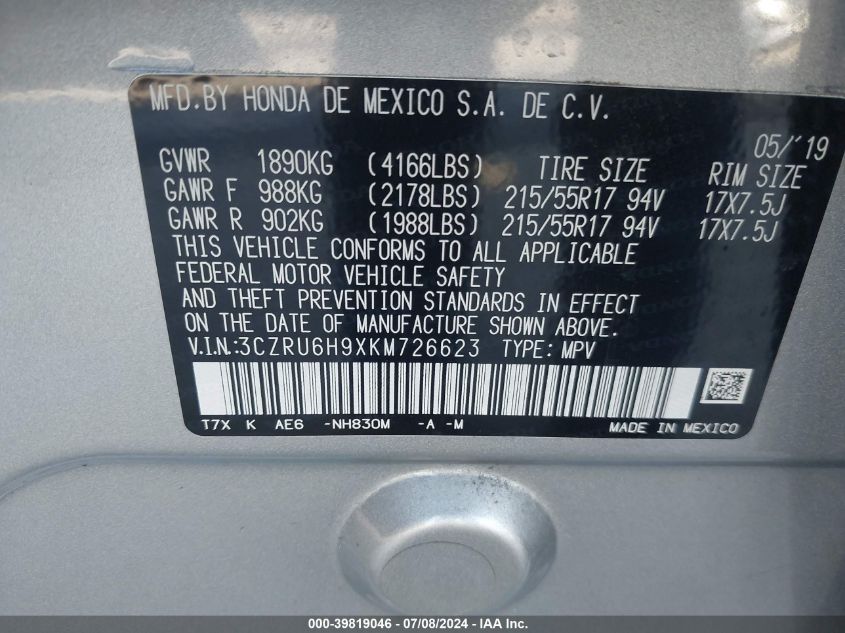 MFD.BY HONDA DE MEXICO S.A. DE C.V.
05/'19
GVWR 1890KG (4166LBS) TIRE SIZE RIM SIZE
GAWR F 988KG (2178LBS) 215/55R17 94V 17X7.5J
GAWR R 902KG (1988LBS) 215/55R17 94V 17X7.5J
THIS VEHICLE CONFORMS TO ALL APPLICABLE
FEDERAL MOTOR VEHICLE SAFETY
AND THEFT PREVENTION STANDARDS IN EFFECT
ON THE DATE OF MANUFACTURE SHOWN ABOVE.
V.I.N.:3CZRU6H9XKM726623 TYPE: MPV
T7X K AE6 -NH830M -A -M MADE IN MEXICO
000-39819046 - 07/08/2024 - IAA Inc.